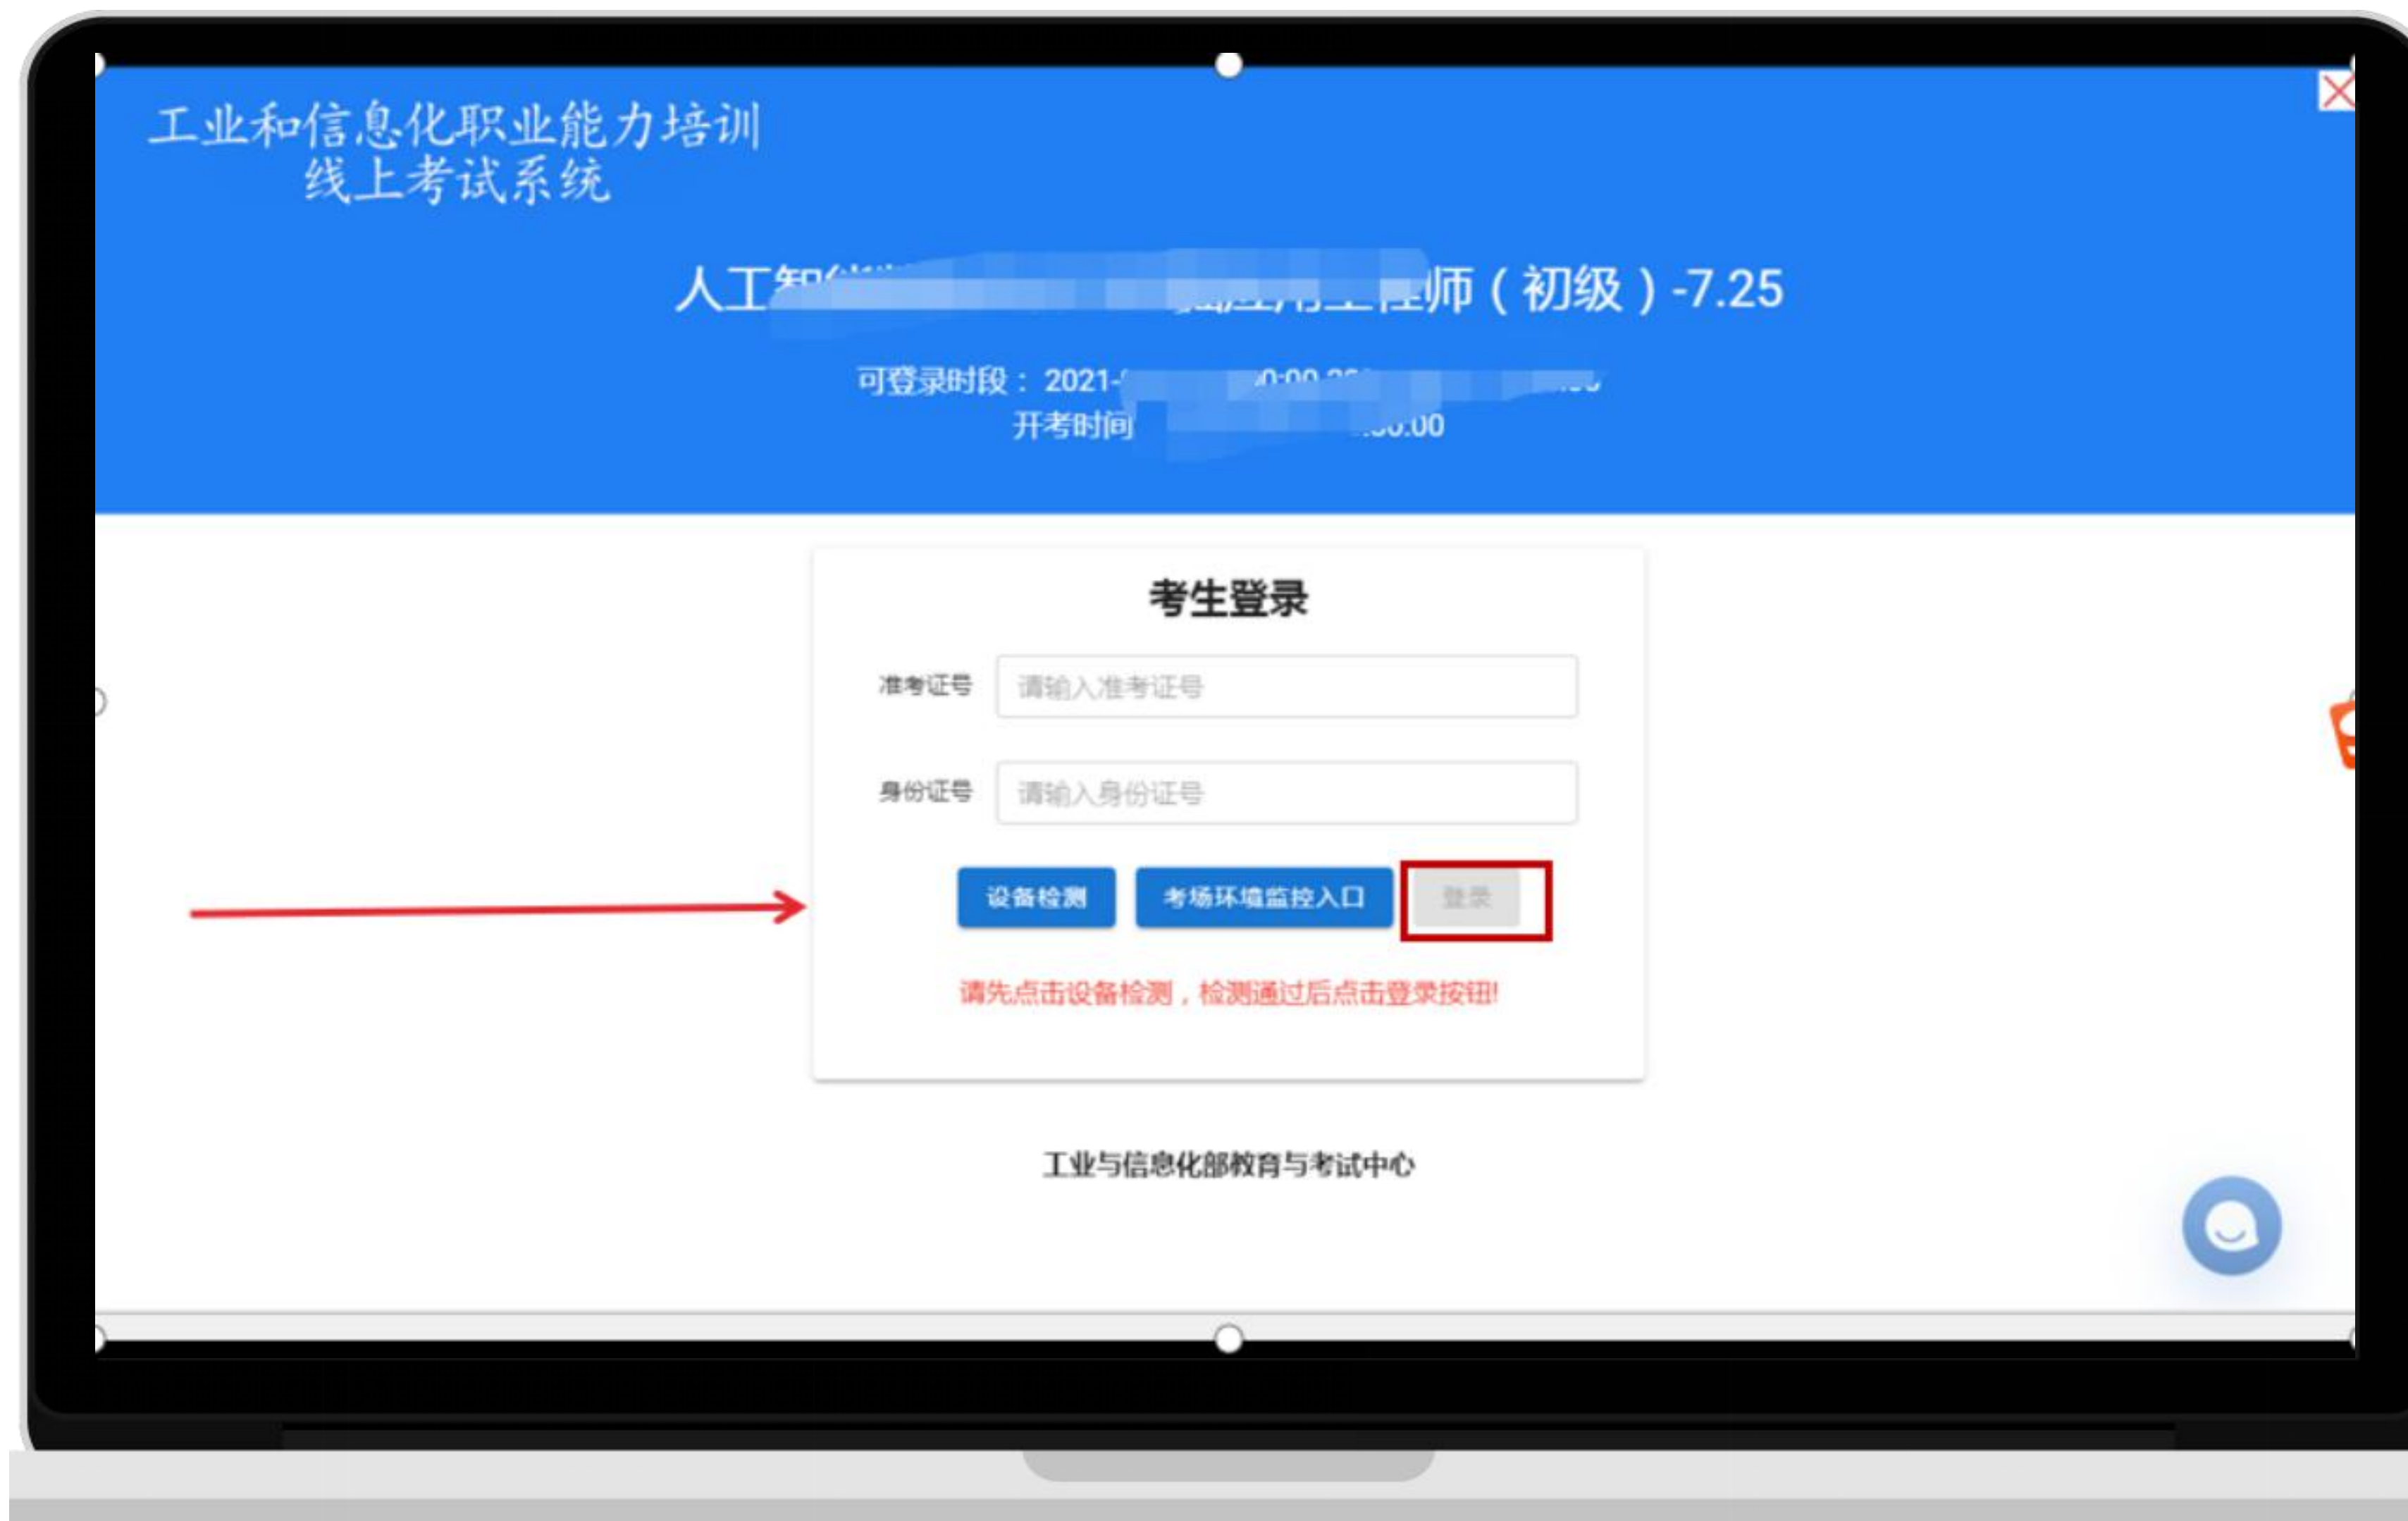 工业和信息化职业能力培训
线上考试系统
人工 师（初级）-7.25
可登录时段： 2021-
开考时间
考生登录
准考证号 请输入准考证号
身份证号 请输入身份证号
设备检测 考场环境监控入口 登录
请先点击设备检测，检测通过后点击登录按钮!
工业与信息化部教育与考试中心